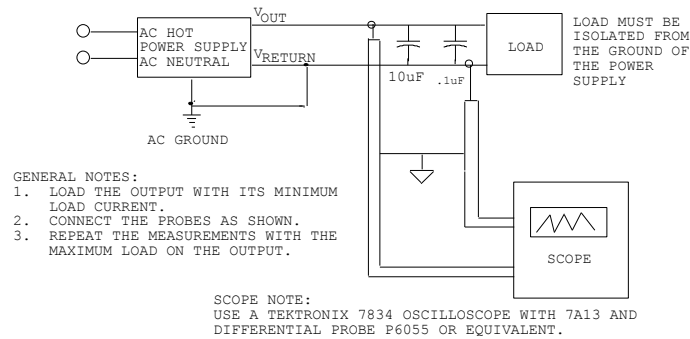 VOUT
AC HOT
POWER SUPPLY
AC NEUTRAL
VRETURN
10uF
.1uF
LOAD
LOAD MUST BE
ISOLATED FROM
THE GROUND OF
THE POWER
SUPPLY
AC GROUND
GENERAL NOTES:
1. LOAD THE OUTPUT WITH ITS MINIMUM
LOAD CURRENT.
2. CONNECT THE PROBES AS SHOWN.
3. REPEAT THE MEASUREMENTS WITH THE
MAXIMUM LOAD ON THE OUTPUT.
SCOPE
SCOPE NOTE:
USE A TEKTRONIX 7834 OSCILLOSCOPE WITH 7A13 AND
DIFFERENTIAL PROBE P6055 OR EQUIVALENT.